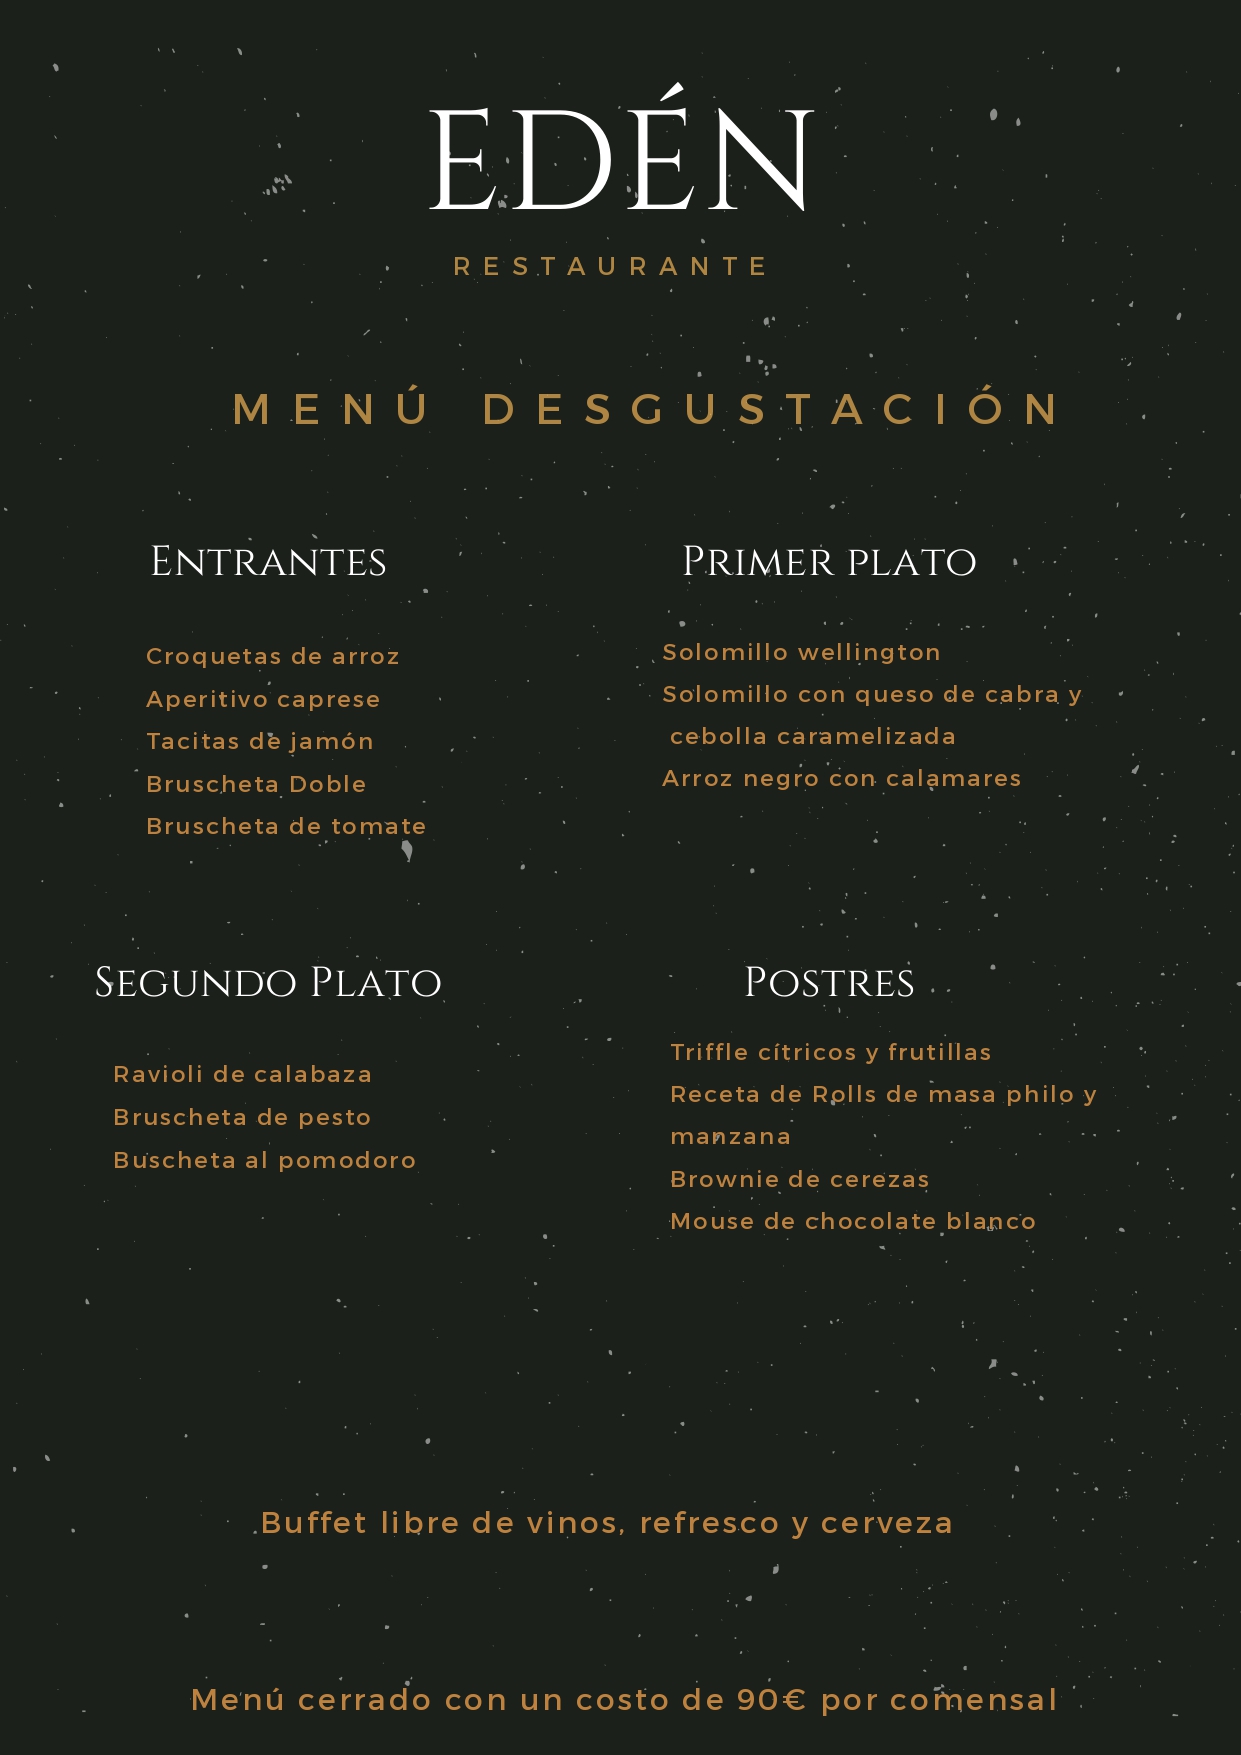 EDÉN
RESTAURANTE
MENÚ DESGUSTACIÓN
Entrantes
Croquetas de arroz
Aperitivo caprese
Tacitas de jamón
Bruscheta Doble
Bruscheta de tomate
Primer plato
Solomillo wellington
Solomillo con queso de cabra y
cebolla caramelizada
Arroz negro con calamares
Segundo Plato
Ravioli de calabaza
Bruscheta de pesto
Buscheta al pomodoro
Postres
Triffle cítricos y frutillas
Receta de Rolls de masa philo y
manzana
Brownie de cerezas
Mouse de chocolate blanco
Buffet libre de vinos, refresco y cerveza
Menú cerrado con un costo de 90€ por comensal